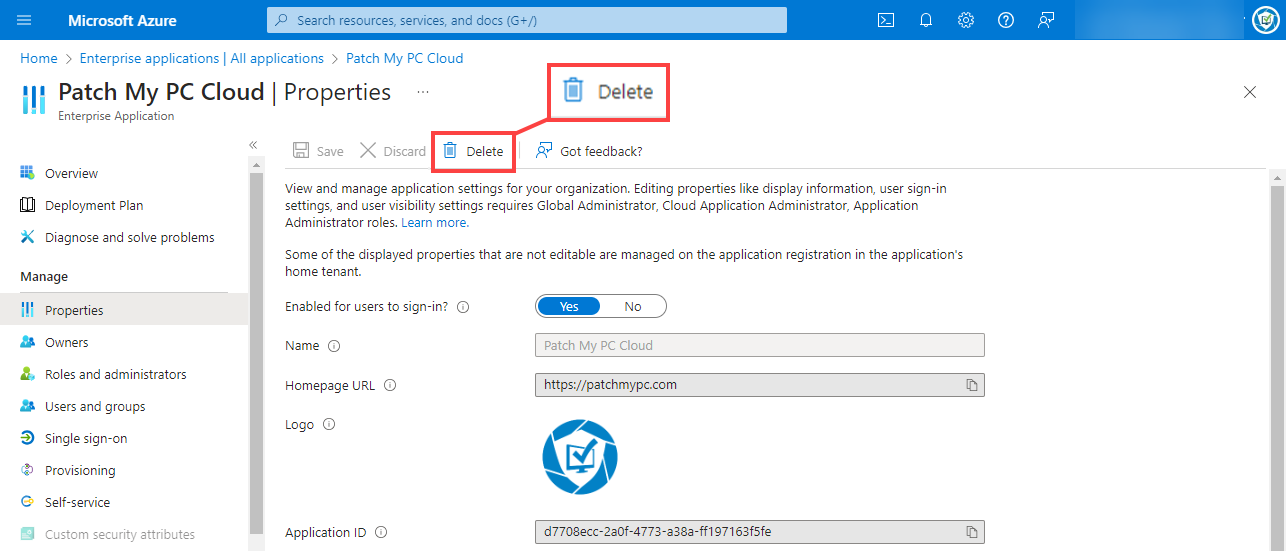 Microsoft Azure
Search resources, services, and docs (G+/)
Home > Enterprise applications | All applications > Patch My PC Cloud
Patch My PC Cloud | Properties ...
Enterprise Application
Delete
Save
Discard
Delete
Got feedback?
Overview
Deployment Plan
Diagnose and solve problems
Manage
Properties
Owners
Roles and administrators
Users and groups
Single sign-on
Provisioning
Self-service
Custom security attributes
View and manage application settings for your organization. Editing properties like display information, user sign-in
settings, and user visibility settings requires Global Administrator, Cloud Application Administrator, Application
Administrator roles. Learn more.
Some of the displayed properties that are not editable are managed on the application registration in the application's
home tenant.
Enabled for users to sign-in? Yes No
Name Patch My PC Cloud
Homepage URL https://patchmypc.com
Logo
Application ID d7708ecc-2a0f-4773-a38a-ff197163f5fe